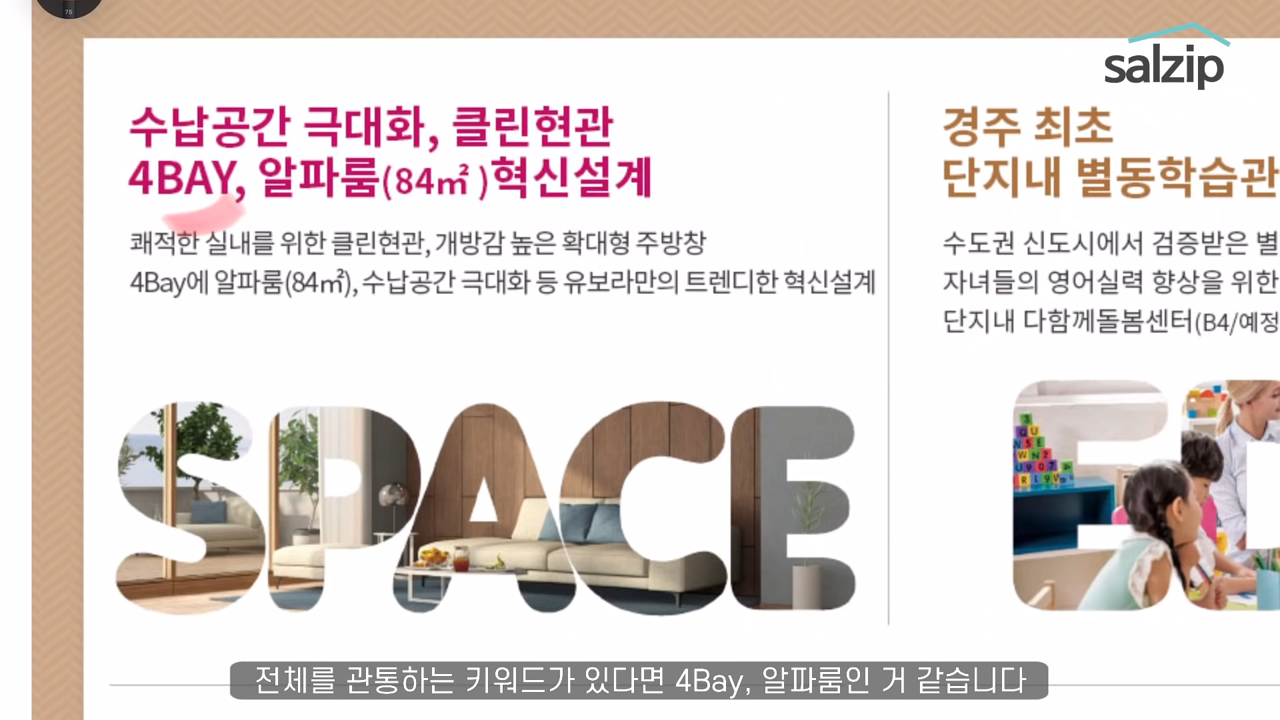 75
salzip
수납공간 극대화, 클린현관
4BAY, 알파룸(84㎡)혁신설계
쾌적한 실내를 위한 클린현관, 개방감 높은 확대형 주방창
4Bay에 알파룸(84㎡), 수납공간 극대화 등 유보라만의 트렌디한 혁신설계
SPACE
경주 최초
단지내 별동학습관
수도권 신도시에서 검증받은 별
자녀들의 영어실력 향상을 위한
단지내 다함께돌봄센터(B4/예정
전체를 관통하는 키워드가 있다면 4Bay, 알파룸인 거 같습니다